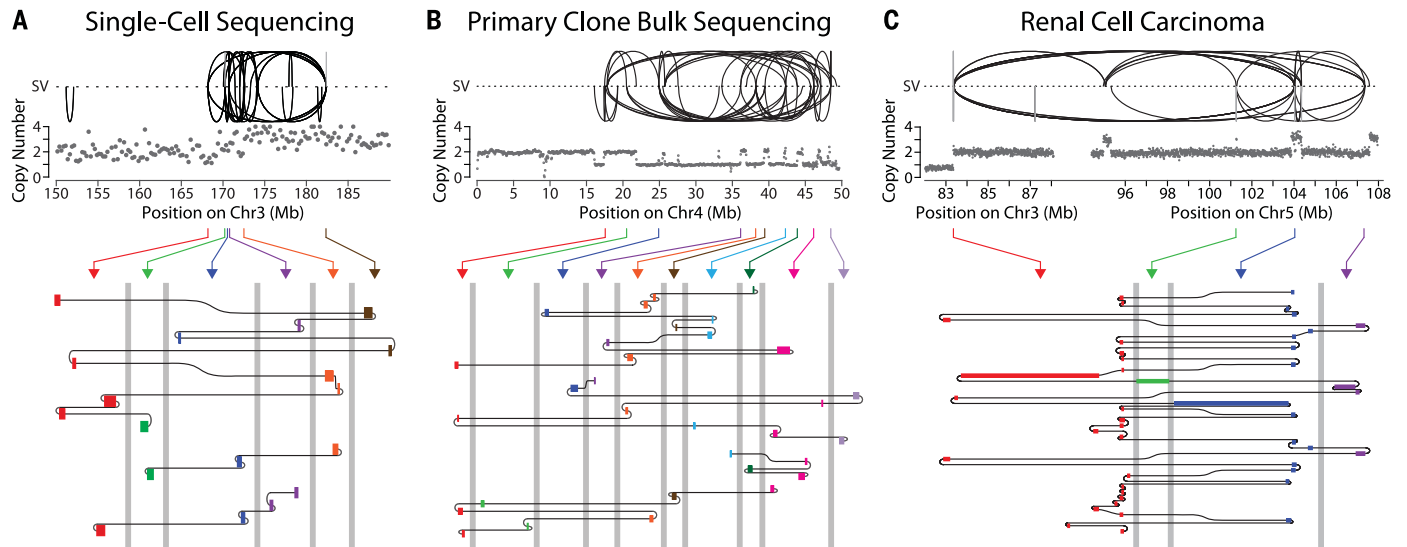 A Single-Cell Sequencing
SV
Copy Number
4
2
0
150 155 160 165 170 175 180 185
Position on Chr3 (Mb)
B Primary Clone Bulk Sequencing
SV
Copy Number
4
3
2
1
0
0 5 10 15 20 25 30 35 40 45 50
Position on Chr4 (Mb)
C Renal Cell Carcinoma
SV
Copy Number
4
2
0
83 85 87 96 98 100 102 104 106 108
Position on Chr3 (Mb) Position on Chr5 (Mb)